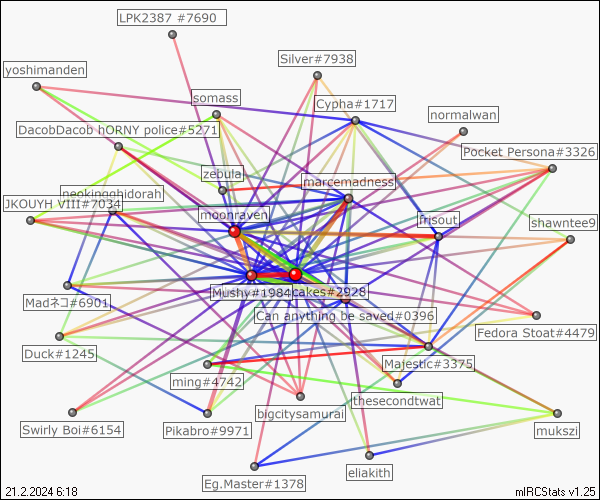 LPK2387 #7690
Silver#7938
yoshimanden
somass
Cypha#1717
normalwan
DacobDacob hORNY police#5271
Pocket Persona#3326
zebula
marcemadness
neokingghidorah
JKOUYH VIII#7034
moonraven
frisout
shawntee9
Mushy#1984
cakes#2928
Madネコ#6901
Can anything be saved#0396
Fedora Stoat#4479
Duck#1245
Majestic#3375
ming#4742
thesecondtwat
bigcitysamurai
Swirly Boi#6154
Pikabro#9971
mukszi
eliakith
Eg.Master#1378
21.2.2024 6:18
mIRCStats v1.25